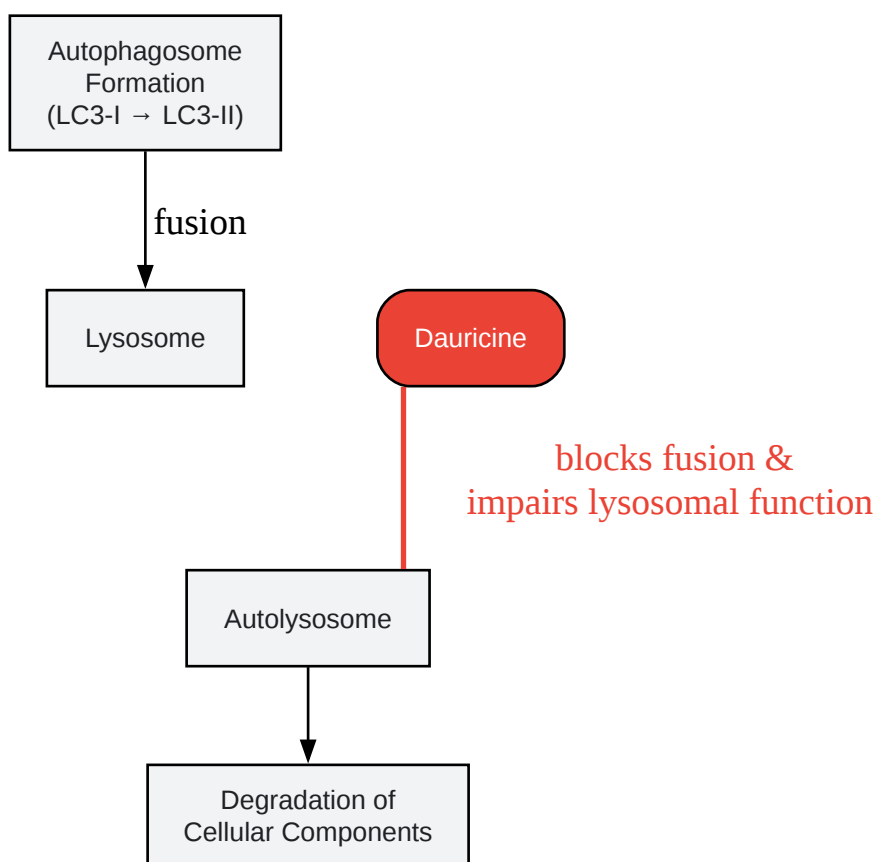 Autophagosome
Formation
(LC3-I → LC3-II)
fusion
Lysosome
Dauricine
blocks fusion &
impairs lysosomal function
Autolysosome
Degradation of
Cellular Components